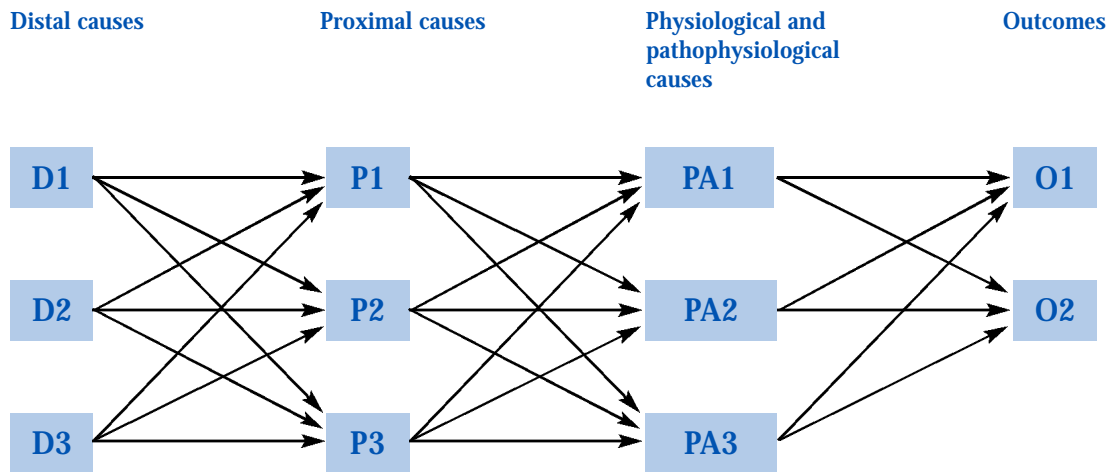 Distal causes
Proximal causes
Physiological and
pathophysiological
causes
Outcomes
D1
P1
PA1
O1
D2
P2
PA2
O2
D3
P3
PA3